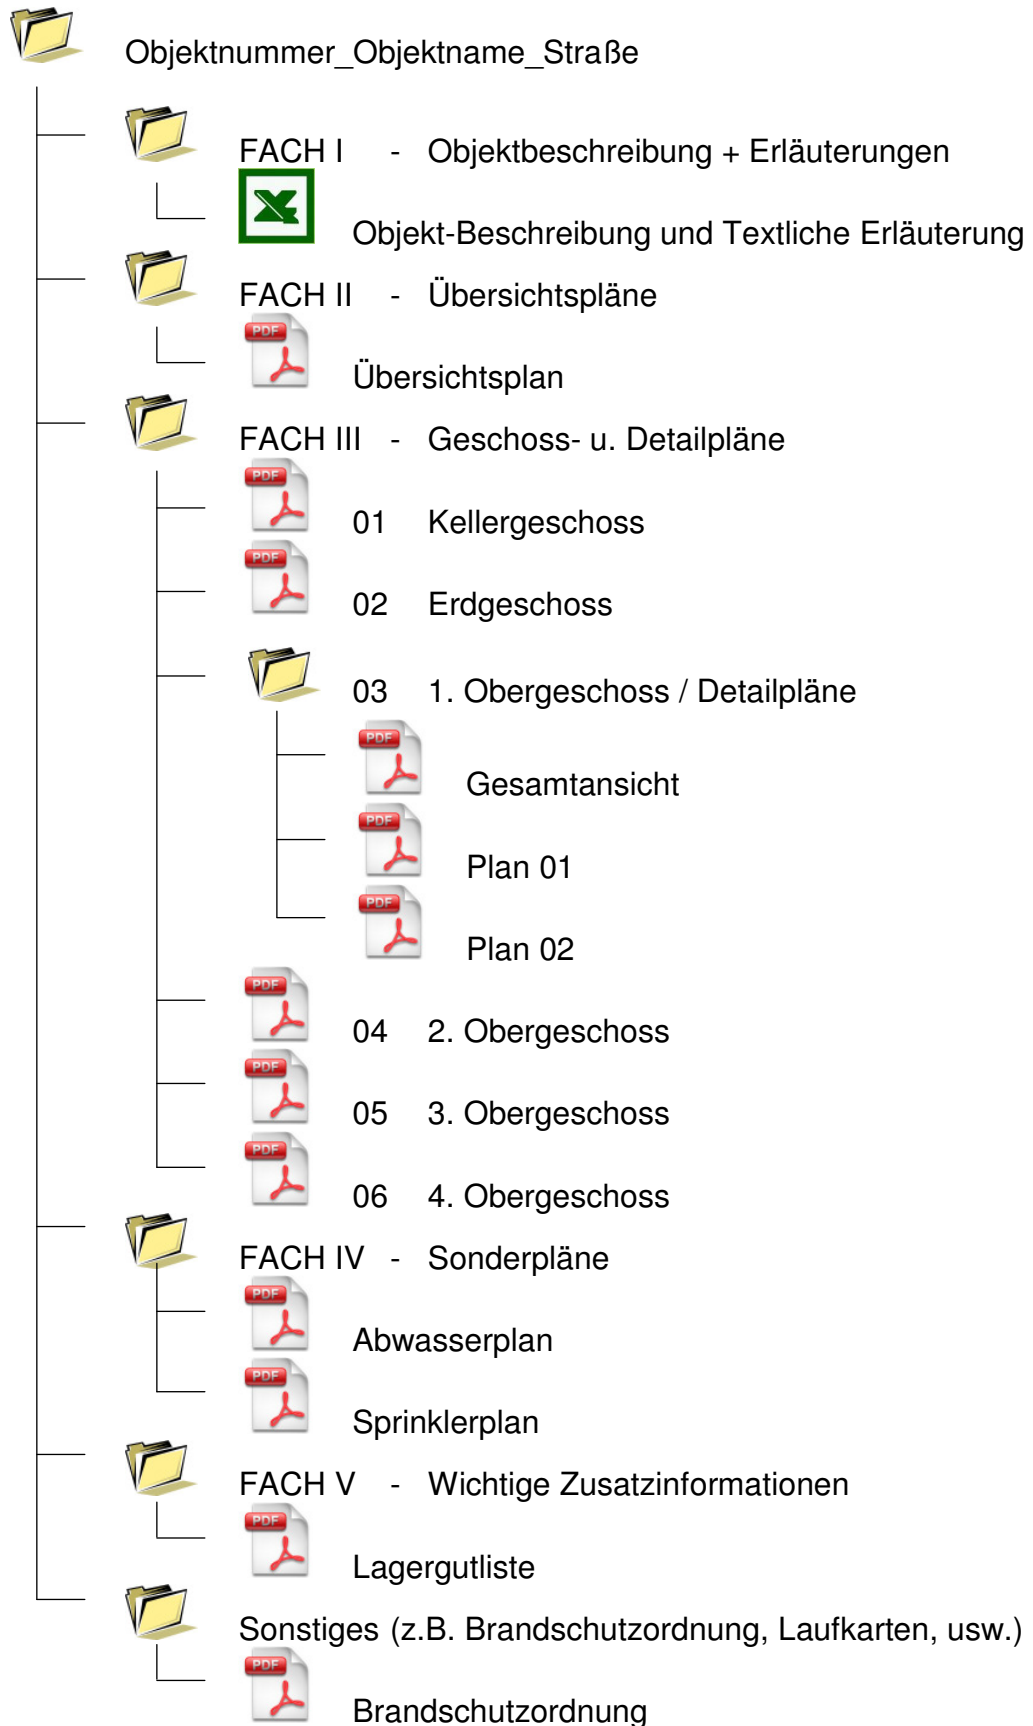 Objektnummer_Objektname_Straße
FACH I - Objektbeschreibung + Erläuterungen
Objekt-Beschreibung und Textliche Erläuterung
FACH II - Übersichtspläne
PDF
Übersichtsplan
FACH III - Geschoss- u. Detailpläne
PDF
01 Kellergeschoss
PDF
02 Erdgeschoss
03 1. Obergeschoss / Detailpläne
PDF
Gesamtansicht
PDF
Plan 01
PDF
Plan 02
PDF
04 2. Obergeschoss
PDF
05 3. Obergeschoss
PDF
06 4. Obergeschoss
FACH IV - Sonderpläne
PDF
Abwasserplan
PDF
Sprinklerplan
FACH V - Wichtige Zusatzinformationen
PDF
Lagergutliste
Sonstiges (z.B. Brandschutzordnung, Laufkarten, usw.)
PDF
Brandschutzordnung